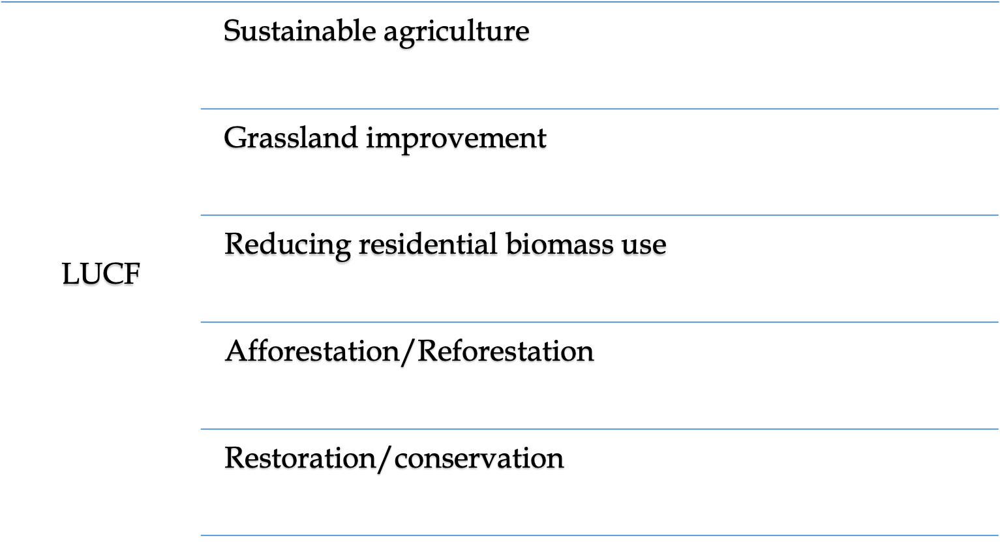 Sustainable agriculture
Grassland improvement
Reducing residential biomass use
LUCF
Afforestation/Reforestation
Restoration/conservation